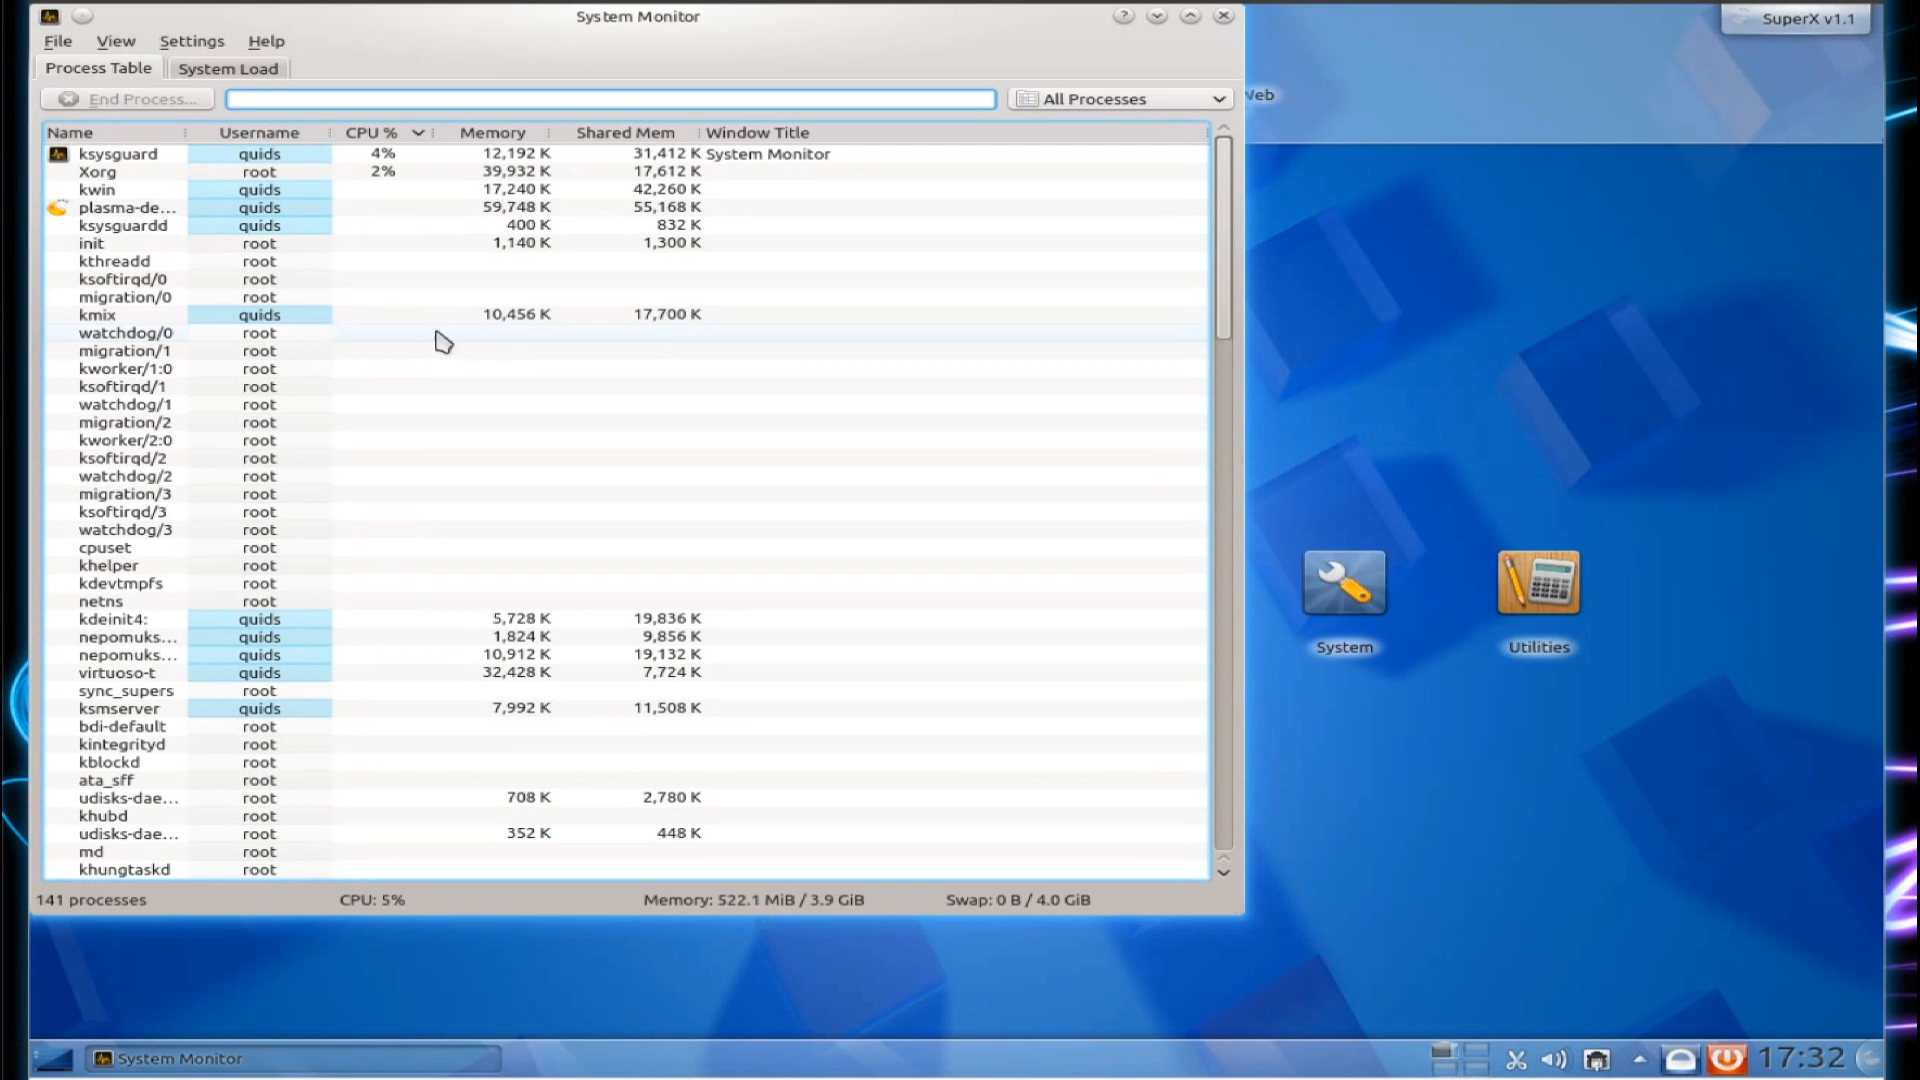 System Monitor
SuperX v1.1
File View Settings Help
Process Table System Load
End Process... All Processes
Web
Name Username CPU % Memory Shared Mem Window Title
ksysguard quids 4% 12,192 K 31,412 K System Monitor
Xorg root 2% 39,932 K 17,612 K
kwin quids 17,240 K 42,260 K
plasma-de... quids 59,748 K 55,168 K
ksysguardd quids 400 K 832 K
init root 1,140 K 1,300 K
kthreadd root
ksoftirqd/0 root
migration/0 root
kmix quids 10,456 K 17,700 K
watchdog/0 root
migration/1 root
kworker/1:0 root
ksoftirqd/1 root
watchdog/1 root
migration/2 root
kworker/2:0 root
ksoftirqd/2 root
watchdog/2 root
migration/3 root
ksoftirqd/3 root
watchdog/3 root
cpuset root
khelper root
kdevtmpfs root
netns root
kdeinit4: quids 5,728 K 19,836 K
nepomuks... quids 1,824 K 9,856 K
nepomuks... quids 10,912 K 19,132 K
virtuoso-t quids 32,428 K 7,724 K
sync_supers root
ksmserver quids 7,992 K 11,508 K
bdi-default root
kintegrityd root
kblockd root
ata_sff root
udisks-dae... root 708 K 2,780 K
khubd root
udisks-dae... root 352 K 448 K
md root
khungtaskd root
141 processes CPU: 5% Memory: 522.1 MiB / 3.9 GiB Swap: 0 B / 4.0 GiB
System Utilities
System Monitor 17:32